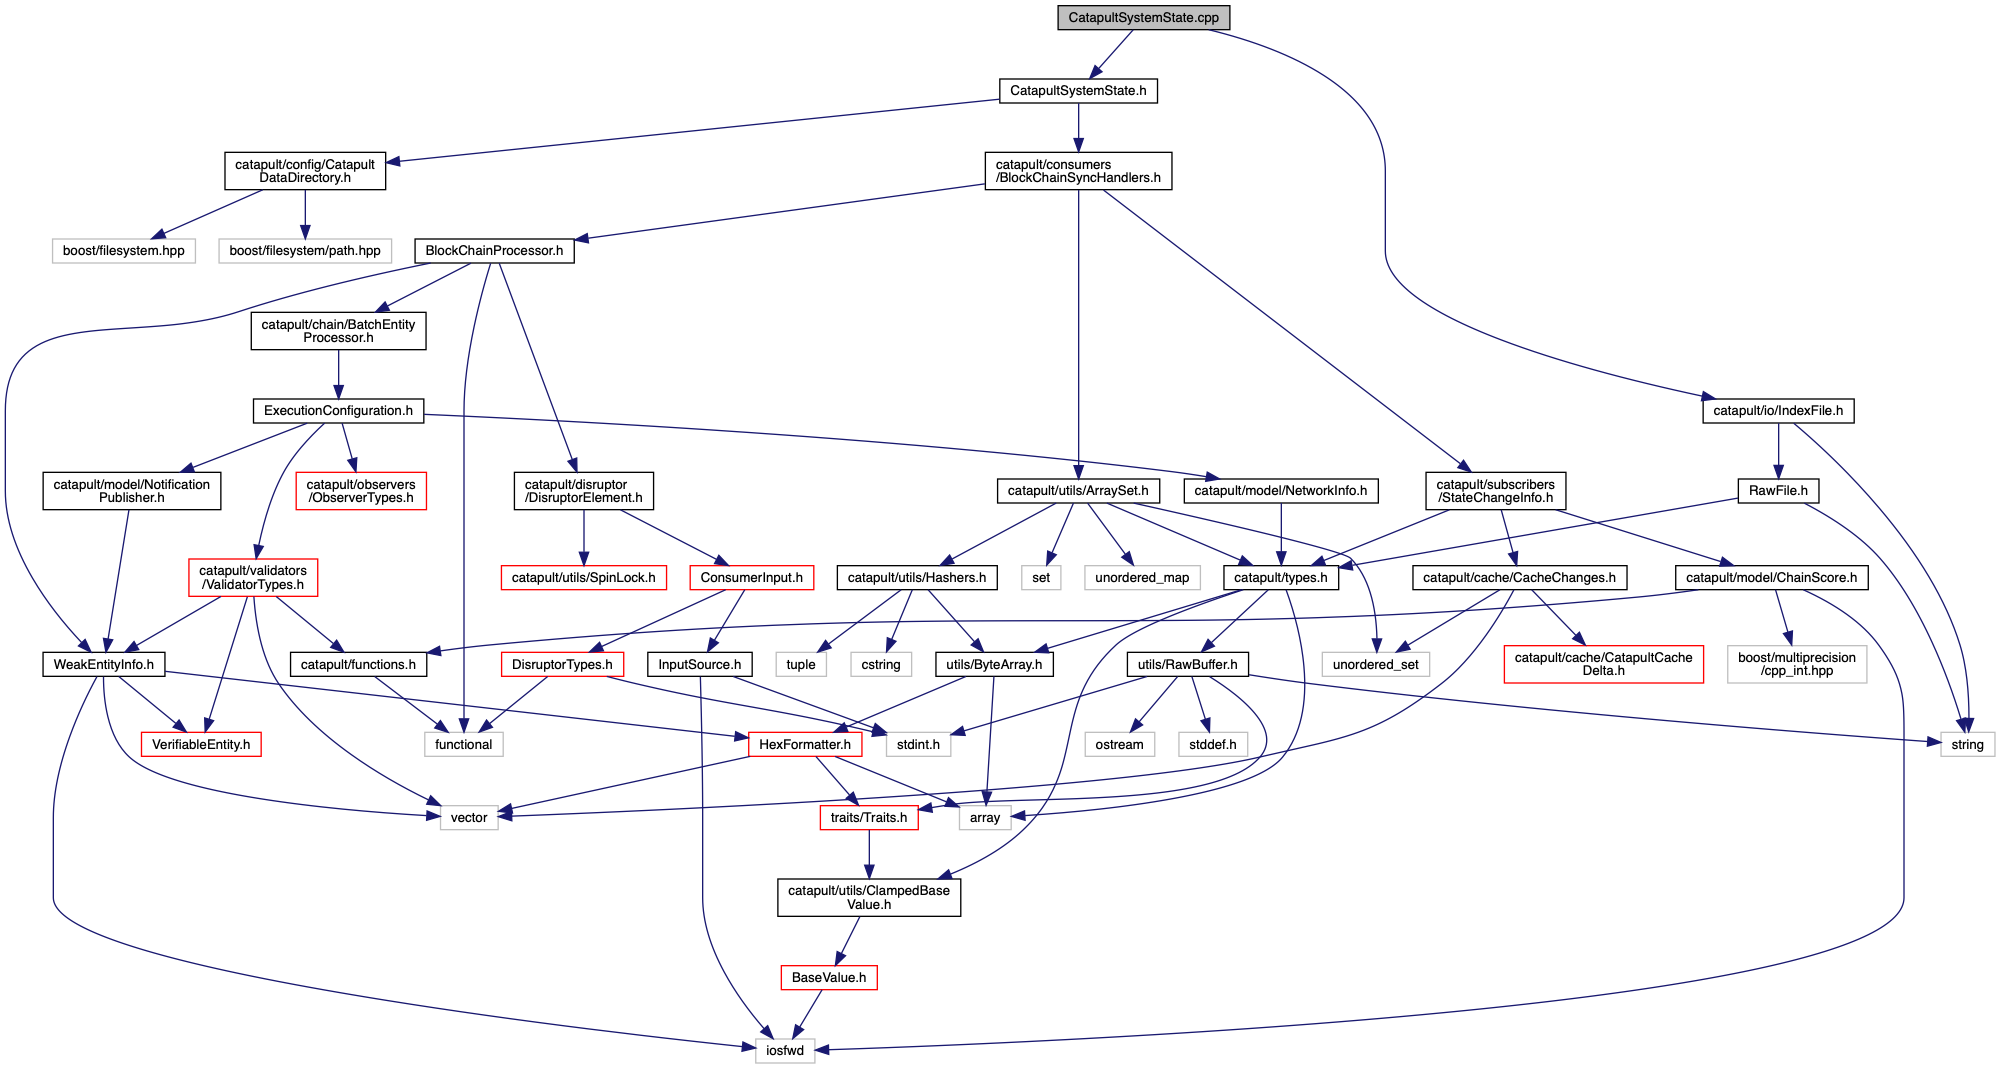 CatapultSystemState.cpp
CatapultSystemState.h
catapult/config/Catapult
DataDirectory.h
catapult/consumers
/BlockChainSyncHandlers.h
boost/filesystem.hpp
boost/filesystem/path.hpp
BlockChainProcessor.h
catapult/chain/BatchEntity
Processor.h
ExecutionConfiguration.h
catapult/io/IndexFile.h
catapult/model/Notification
Publisher.h
catapult/observers
/ObserverTypes.h
catapult/disruptor
/DisruptorElement.h
catapult/utils/ArraySet.h
catapult/model/NetworkInfo.h
catapult/subscribers
/StateChangeInfo.h
RawFile.h
catapult/validators
/ValidatorTypes.h
catapult/utils/SpinLock.h
ConsumerInput.h
catapult/utils/Hashers.h
set
unordered_map
catapult/types.h
catapult/cache/CacheChanges.h
catapult/model/ChainScore.h
WeakEntityInfo.h
catapult/functions.h
DisruptorTypes.h
InputSource.h
tuple
cstring
utils/ByteArray.h
utils/RawBuffer.h
unordered_set
catapult/cache/CatapultCache
Delta.h
boost/multiprecision
/cpp_int.hpp
VerifiableEntity.h
functional
HexFormatter.h
stdint.h
ostream
stddef.h
string
vector
traits/Traits.h
array
catapult/utils/ClampedBase
Value.h
BaseValue.h
iosfwd